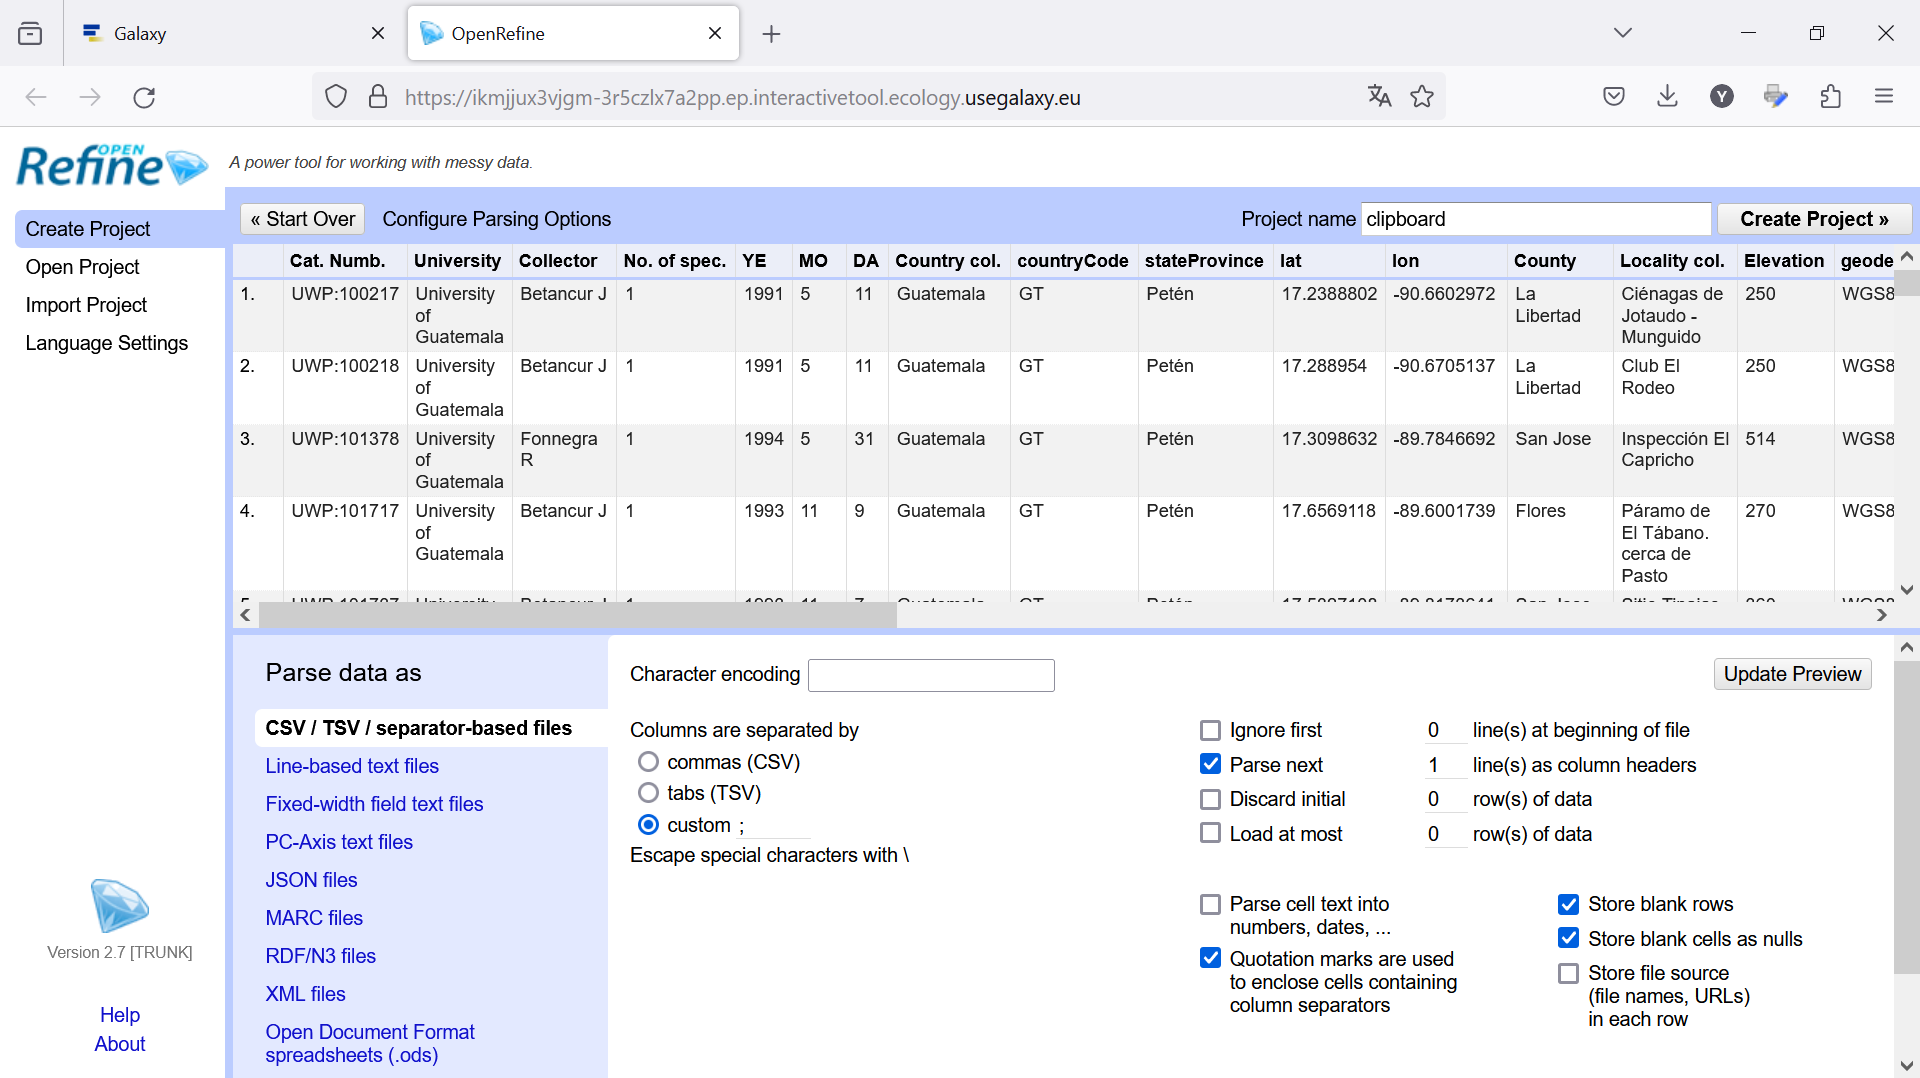 Galaxy
OpenRefine
https://ikmjjux3vjgm-3r5czlx7a2pp.ep.interactivetool.ecology.usegalaxy.eu
Y
OPEN
Refine
A power tool for working with messy data.
Create Project
Open Project
Import Project
Language Settings
« Start Over Configure Parsing Options Project name clipboard Create Project »
Cat. Numb. University Collector No. of spec. YE MO DA Country col. countryCode stateProvince lat lon County Locality col. Elevation geode
1. UWP:100217 University Betancur J 1 1991 5 11 Guatemala GT Petén 17.2388802 -90.6602972 La Ciénagas de 250 WGS8
of Libertad Jotaudo -
Guatemala Munguido
2. UWP:100218 University Betancur J 1 1991 5 11 Guatemala GT Petén 17.288954 -90.6705137 La Club El 250 WGS8
of Libertad Rodeo
Guatemala
3. UWP:101378 University Fonnegra 1 1994 5 31 Guatemala GT Petén 17.3098632 -89.7846692 San Jose Inspección El 514 WGS8
of R Capricho
Guatemala
4. UWP:101717 University Betancur J 1 1993 11 9 Guatemala GT Petén 17.6569118 -89.6001739 Flores Páramo de 270 WGS8
of El Tábano.
Guatemala cerca de
Pasto
Parse data as
CSV / TSV / separator-based files
Line-based text files
Fixed-width field text files
PC-Axis text files
JSON files
MARC files
RDF/N3 files
XML files
Open Document Format
spreadsheets (.ods)
Character encoding
Update Preview
Columns are separated by
commas (CSV)
tabs (TSV)
custom ;
Escape special characters with \
Ignore first 0 line(s) at beginning of file
Parse next 1 line(s) as column headers
Discard initial 0 row(s) of data
Load at most 0 row(s) of data
Parse cell text into
numbers, dates, ...
Quotation marks are used
to enclose cells containing
column separators
Store blank rows
Store blank cells as nulls
Store file source
(file names, URLs)
in each row
Version 2.7 [TRUNK]
Help
About